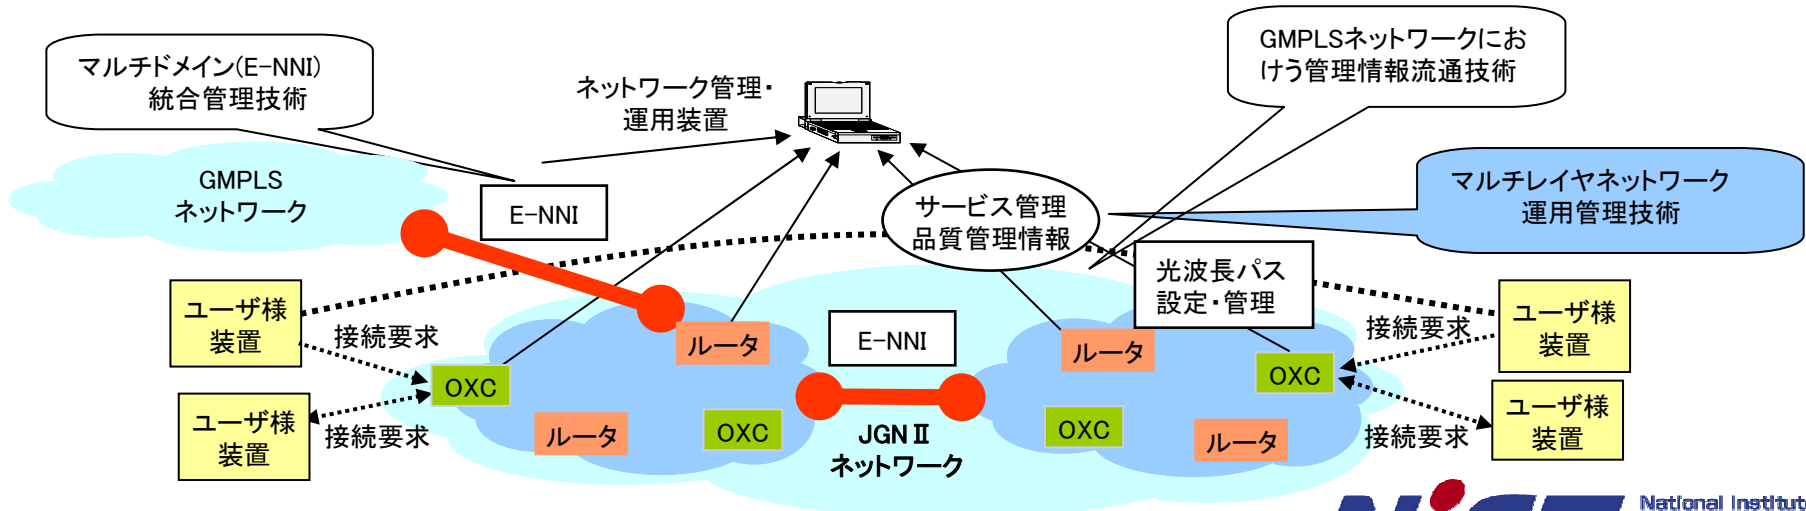 マルチドメイン(E-NNI)
統合管理技術
ネットワーク管理・
運用装置
GMPLSネットワークにお
けう管理情報流通技術
GMPLS
ネットワーク
E-NNI
サービス管理
品質管理情報
マルチレイヤネットワーク
運用管理技術
光波長パス
設定・管理
ユーザ様
装置
接続要求
ルータ
E-NNI
ルータ
接続要求
ユーザ様
装置
OXC
OXC
ユーザ様
装置
接続要求
ルータ
OXC
JGNⅡ
ネットワーク
OXC
ルータ
接続要求
ユーザ様
装置
National Institut